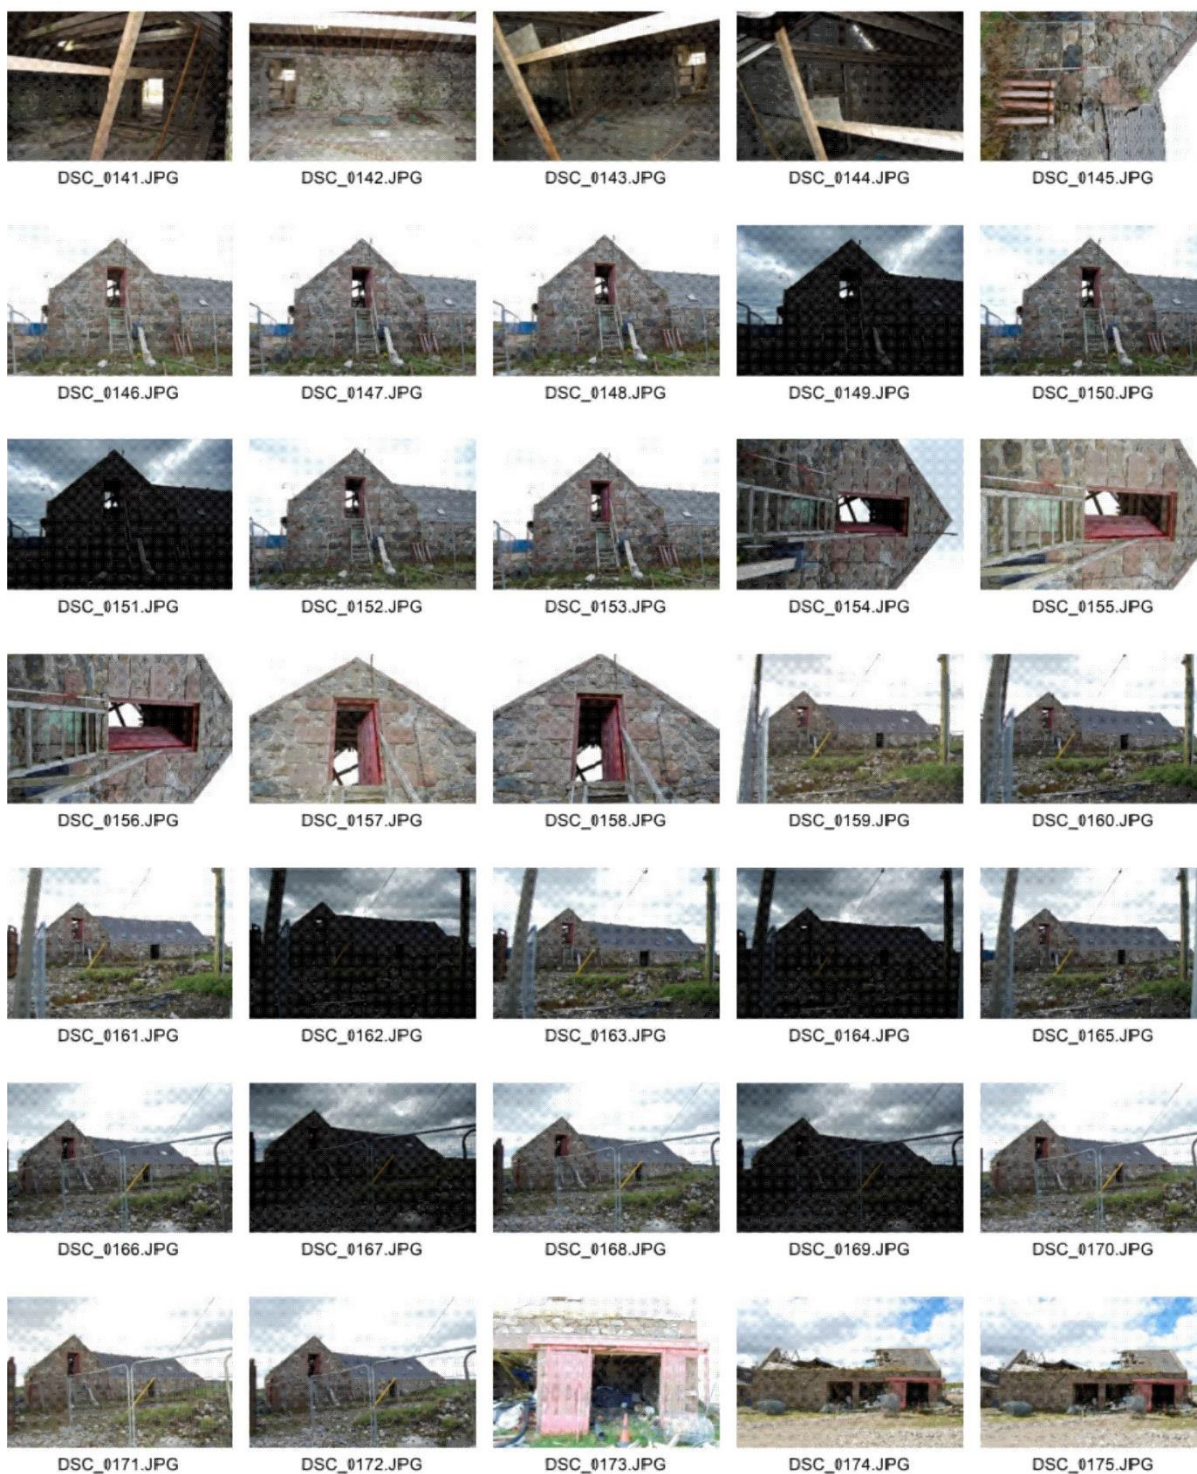 DSC_0141.JPG DSC_0142.JPG DSC_0143.JPG DSC_0144.JPG DSC_0145.JPG
DSC_0146.JPG DSC_0147.JPG DSC_0148.JPG DSC_0149.JPG DSC_0150.JPG
DSC_0151.JPG DSC_0152.JPG DSC_0153.JPG DSC_0154.JPG DSC_0155.JPG
DSC_0156.JPG DSC_0157.JPG DSC_0158.JPG DSC_0159.JPG DSC_0160.JPG
DSC_0161.JPG DSC_0162.JPG DSC_0163.JPG DSC_0164.JPG DSC_0165.JPG
DSC_0166.JPG DSC_0167.JPG DSC_0168.JPG DSC_0169.JPG DSC_0170.JPG
DSC_0171.JPG DSC_0172.JPG DSC_0173.JPG DSC_0174.JPG DSC_0175.JPG